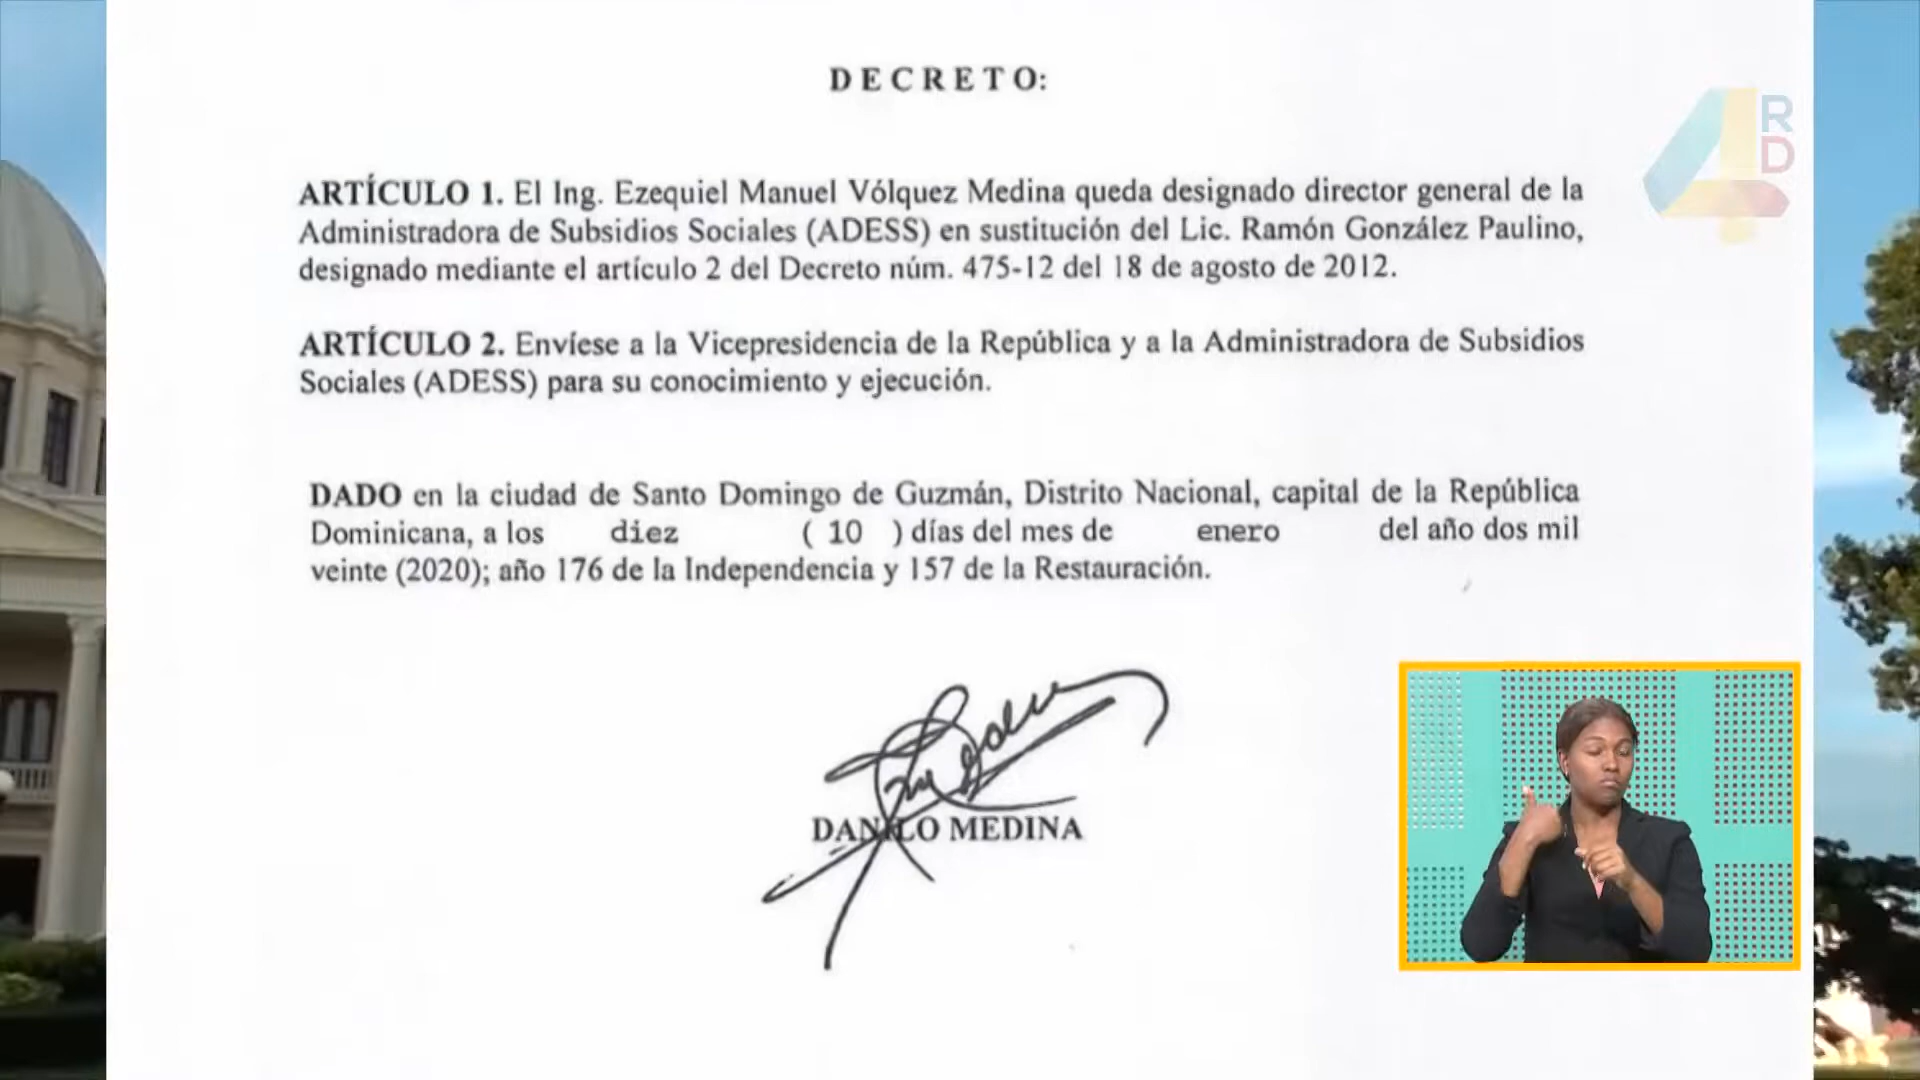 DECRETO:
4
RD
ARTÍCULO 1. El Ing. Ezequiel Manuel Vólquez Medina queda designado director general de la
Administradora de Subsidios Sociales (ADESS) en sustitución del Lic. Ramón González Paulino,
designado mediante el artículo 2 del Decreto núm. 475-12 del 18 de agosto de 2012.
ARTÍCULO 2. Envíese a la Vicepresidencia de la República y a la Administradora de Subsidios
Sociales (ADESS) para su conocimiento y ejecución.
DADO en la ciudad de Santo Domingo de Guzmán, Distrito Nacional, capital de la República
Dominicana, a los diez ( 10 ) días del mes de enero del año dos mil
veinte (2020); año 176 de la Independencia y 157 de la Restauración.
DANILO MEDINA